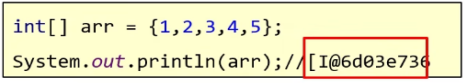 int[] arr = {1,2,3,4,5};
System.out.println(arr);//[I@6d03e736